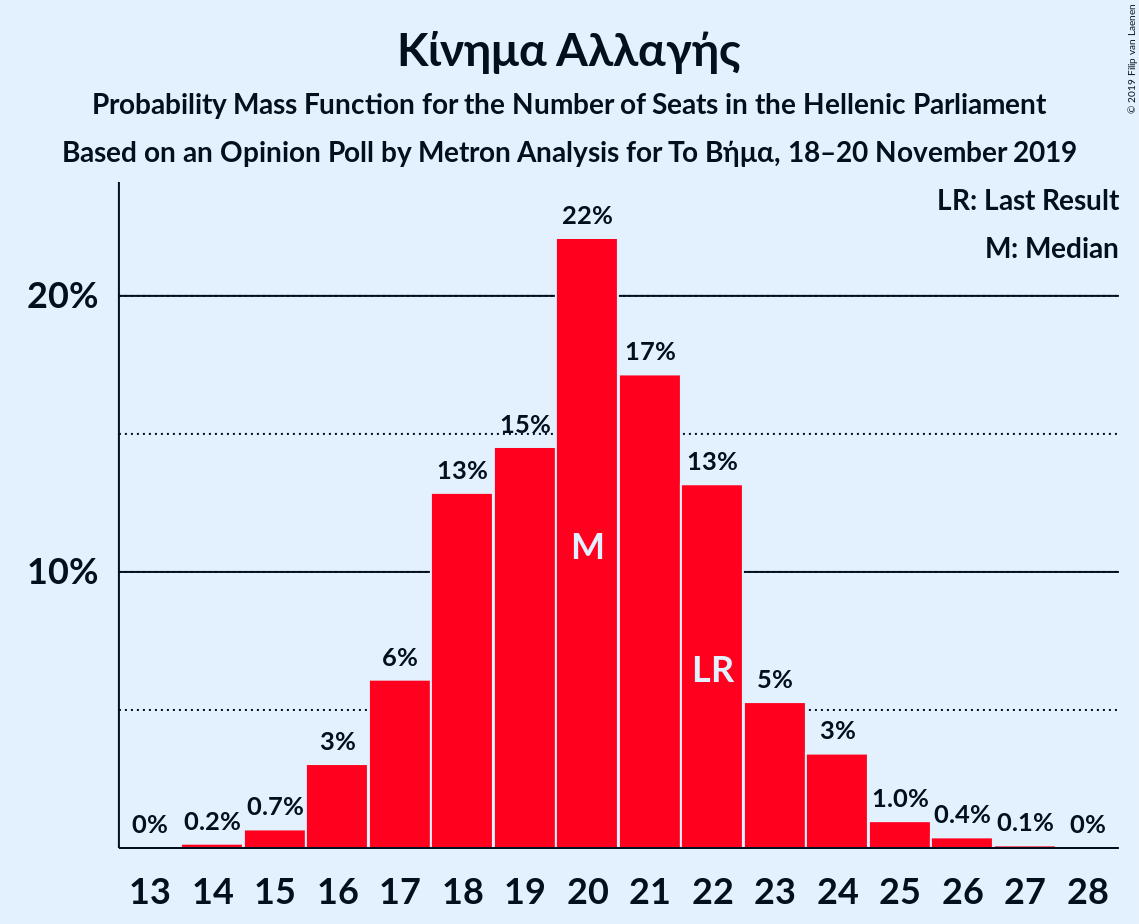 Κίνημα Αλλαγής
Probability Mass Function for the Number of Seats in the Hellenic Parliament
Based on an Opinion Poll by Metron Analysis for Το Βήμα, 18–20 November 2019
© 2019 Filip van Laenen
LR: Last Result
M: Median
20%
10%
0%
0.2%
0.7%
3%
6%
13%
15%
22%
17%
13%
5%
3%
1.0%
0.4%
0.1%
0%
M
LR
13 14 15 16 17 18 19 20 21 22 23 24 25 26 27 28